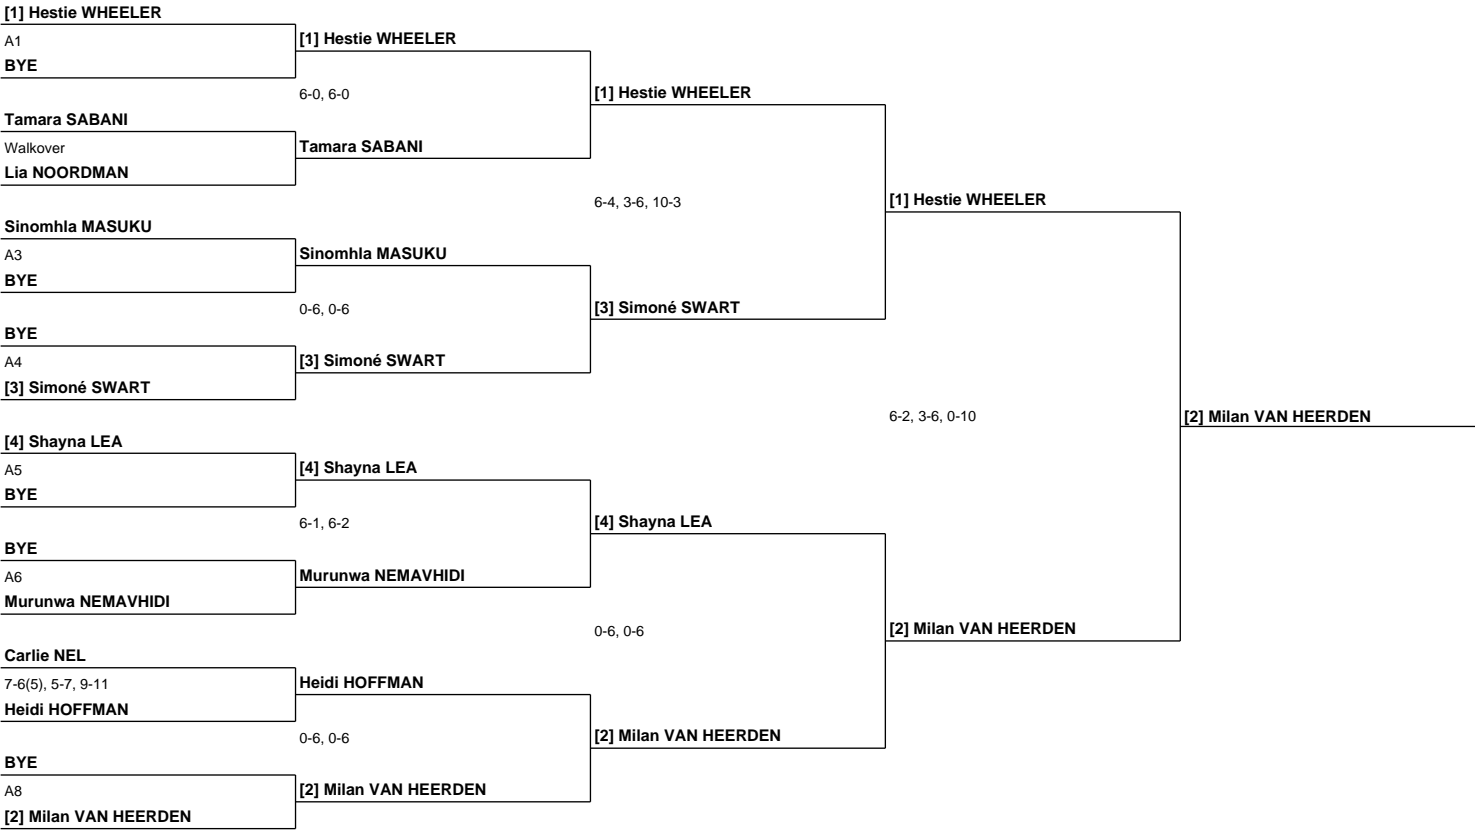 [1] Hestie WHEELER
A1
BYE
Tamara SABANI
Walkover
Lia NOORDMAN
Sinomhla MASUKU
A3
BYE
BYE
A4
[3] Simoné SWART
[4] Shayna LEA
A5
BYE
BYE
A6
Murunwa NEMAVHIDI
Carlie NEL
7-6(5), 5-7, 9-11
Heidi HOFFMAN
BYE
A8
[2] Milan VAN HEERDEN
[1] Hestie WHEELER
6-0, 6-0
Tamara SABANI
Sinomhla MASUKU
0-6, 0-6
[3] Simoné SWART
[4] Shayna LEA
6-1, 6-2
Murunwa NEMAVHIDI
Heidi HOFFMAN
0-6, 0-6
[2] Milan VAN HEERDEN
[1] Hestie WHEELER
6-4, 3-6, 10-3
[3] Simoné SWART
[4] Shayna LEA
0-6, 0-6
[2] Milan VAN HEERDEN
[1] Hestie WHEELER
6-2, 3-6, 0-10
[2] Milan VAN HEERDEN
[2] Milan VAN HEERDEN